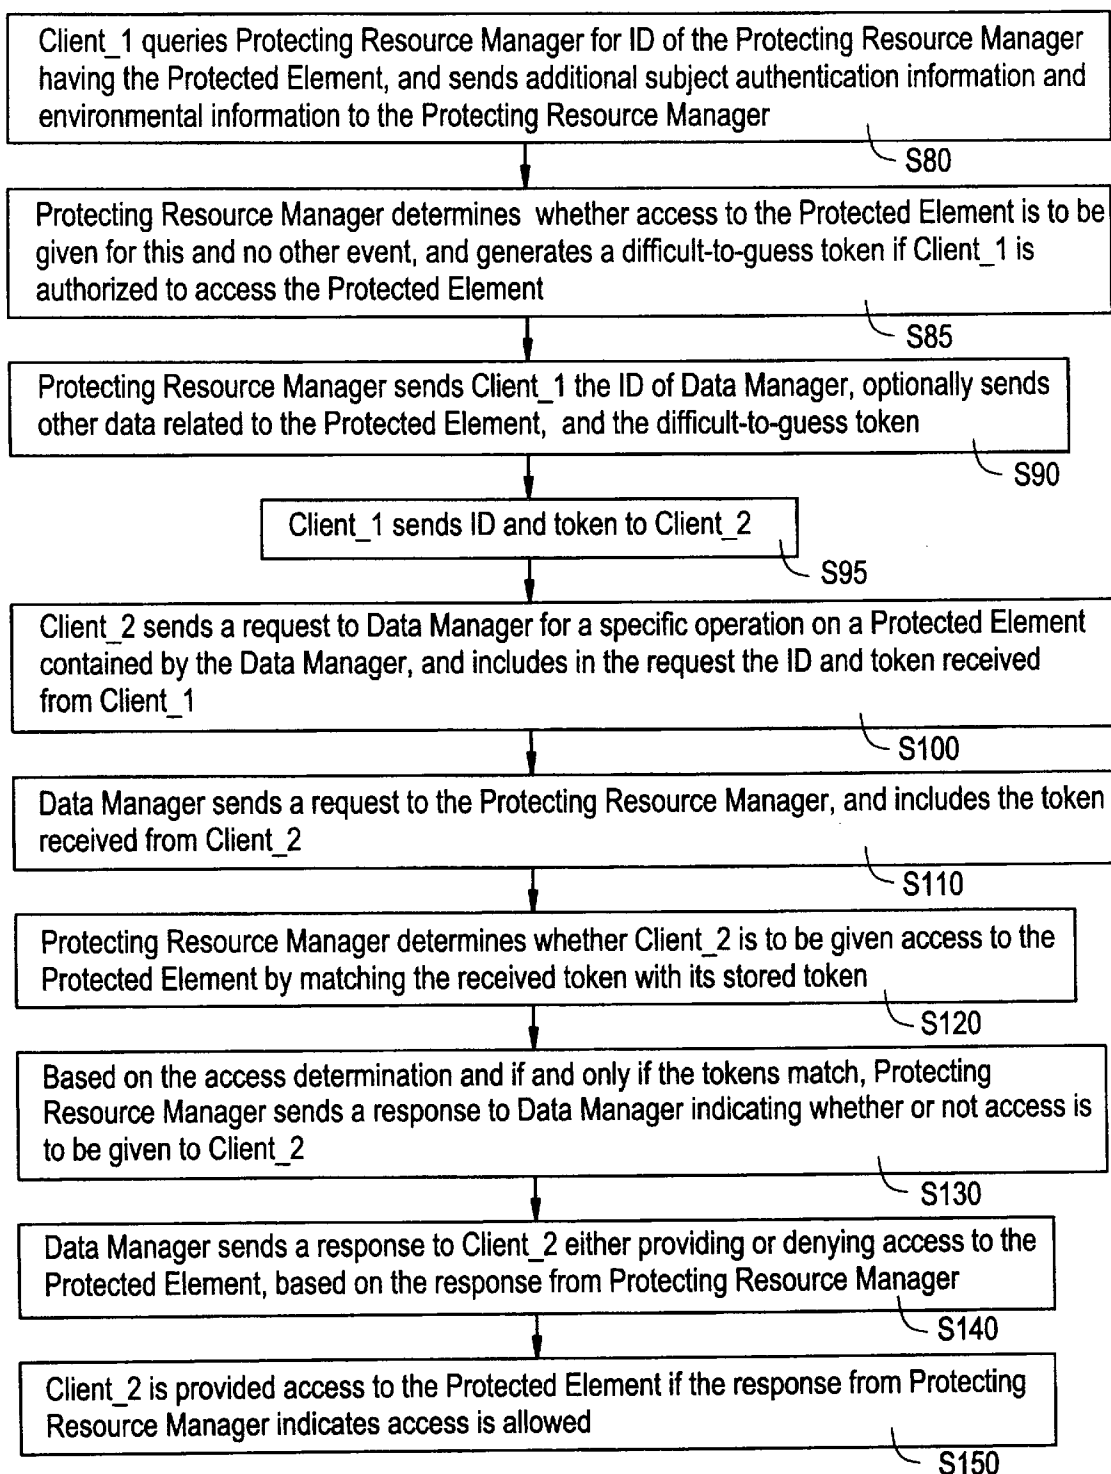 Client_1 queries Protecting Resource Manager for ID of the Protecting Resource Manager
having the Protected Element, and sends additional subject authentication information and
environmental information to the Protecting Resource Manager
S80
Protecting Resource Manager determines whether access to the Protected Element is to be
given for this and no other event, and generates a difficult-to-guess token if Client_1 is
authorized to access the Protected Element
S85
Protecting Resource Manager sends Client_1 the ID of Data Manager, optionally sends
other data related to the Protected Element, and the difficult-to-guess token
S90
Client_1 sends ID and token to Client_2
S95
Client_2 sends a request to Data Manager for a specific operation on a Protected Element
contained by the Data Manager, and includes in the request the ID and token received
from Client_1
S100
Data Manager sends a request to the Protecting Resource Manager, and includes the token
received from Client_2
S110
Protecting Resource Manager determines whether Client_2 is to be given access to the
Protected Element by matching the received token with its stored token
S120
Based on the access determination and if and only if the tokens match, Protecting
Resource Manager sends a response to Data Manager indicating whether or not access is
to be given to Client_2
S130
Data Manager sends a response to Client_2 either providing or denying access to the
Protected Element, based on the response from Protecting Resource Manager
S140
Client_2 is provided access to the Protected Element if the response from Protecting
Resource Manager indicates access is allowed
S150